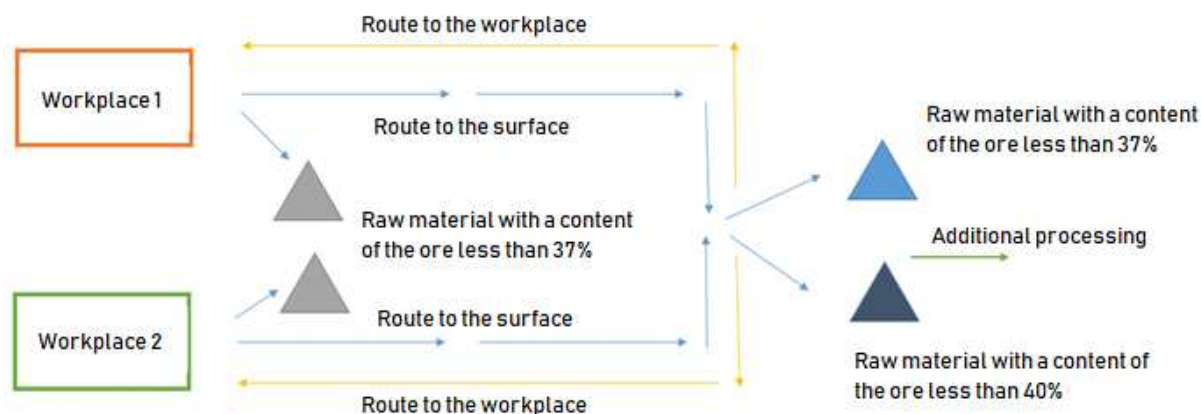 Route to the workplace
Workplace 1
Route to the surface
Raw material with a content
of the ore less than 37%
Raw material with a content
of the ore less than 37%
Additional processing
Workplace 2
Route to the surface
Raw material with a content of
the ore less than 40%
Route to the workplace